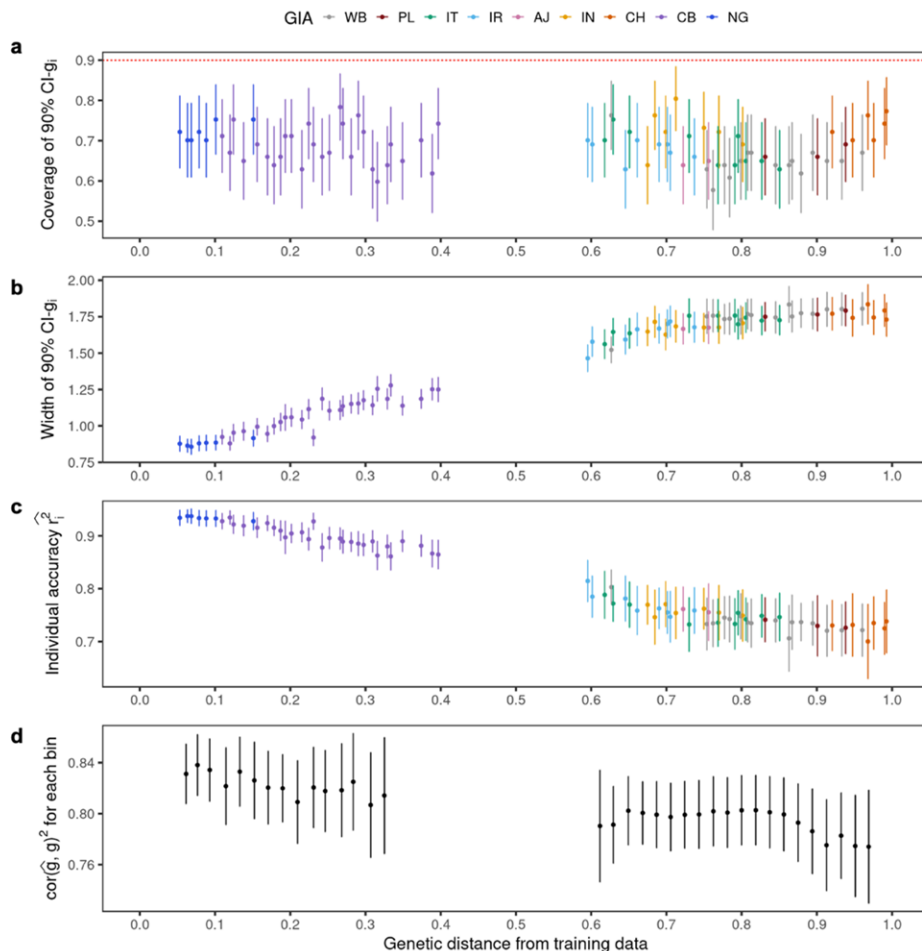 GIA WB PL IT IR AJ IN CH CB NG
a
Coverage of 90% CI-gᵢ
0.9
0.8
0.7
0.6
0.5
0.0 0.1 0.2 0.3 0.4 0.5 0.6 0.7 0.8 0.9 1.0
b
Width of 90% CI-gᵢ
2.00
1.75
1.50
1.25
1.00
0.75
0.0 0.1 0.2 0.3 0.4 0.5 0.6 0.7 0.8 0.9 1.0
c
Individual accuracy r̂ᵢ²
0.9
0.8
0.7
0.0 0.1 0.2 0.3 0.4 0.5 0.6 0.7 0.8 0.9 1.0
d
cor(ĝ, g)² for each bin
0.84
0.80
0.76
0.0 0.1 0.2 0.3 0.4 0.5 0.6 0.7 0.8 0.9 1.0
Genetic distance from training data